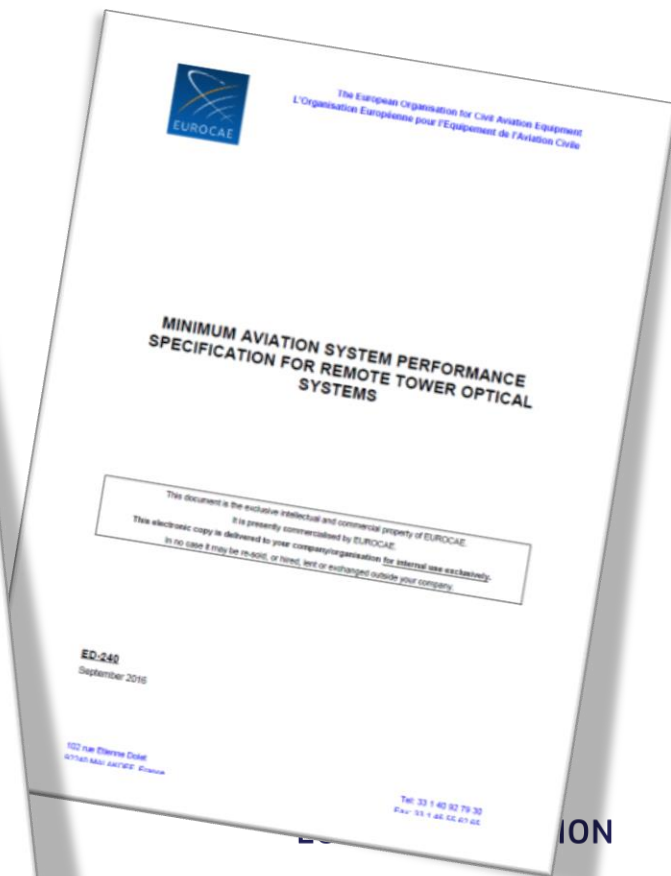 EUROCAE
The European Organisation for Civil Aviation Equipment
L'Organisation Européenne pour l'Equipement de l'Aviation Civile
MINIMUM AVIATION SYSTEM PERFORMANCE
SPECIFICATION FOR REMOTE TOWER OPTICAL
SYSTEMS
This document is the exclusive intellectual and commercial property of EUROCAE.
It is presently commercialised by EUROCAE.
This electronic copy is delivered to your company/organisation for internal use exclusively.
In no case it may be re-sold, or hired, lent or exchanged outside your company.
ED-240
September 2016
102 rue Etienne Dolet
France
Tel: 33 1 40 92 79 30
ION